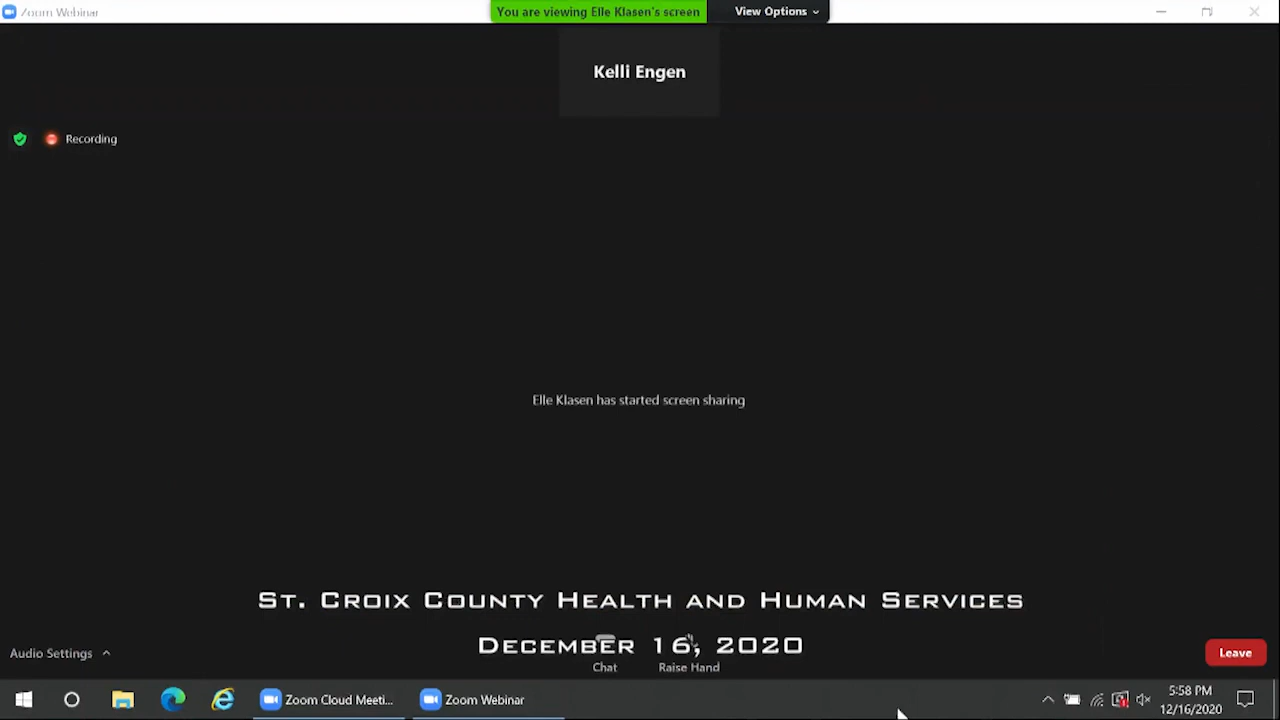 Zoom Webinar
You are viewing Elle Klasen's screen
View Options
Kelli Engen
Recording
Elle Klasen has started screen sharing
St. Croix County Health and Human Services
December 16, 2020
Audio Settings
Chat
Raise Hand
Leave
Zoom Cloud Meeti...
Zoom Webinar
5:58 PM
12/16/2020